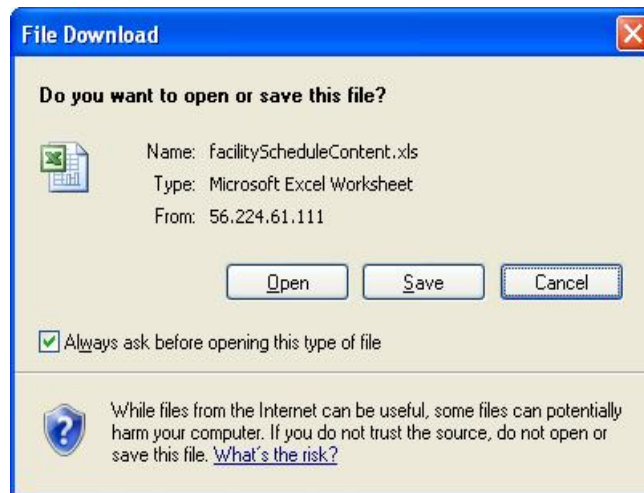 File Download
Do you want to open or save this file?
Name: facilityScheduleContent.xls
Type: Microsoft Excel Worksheet
From: 56.224.61.111
Open Save Cancel
Always ask before opening this type of file
While files from the Internet can be useful, some files can potentially
harm your computer. If you do not trust the source, do not open or
save this file. What's the risk?